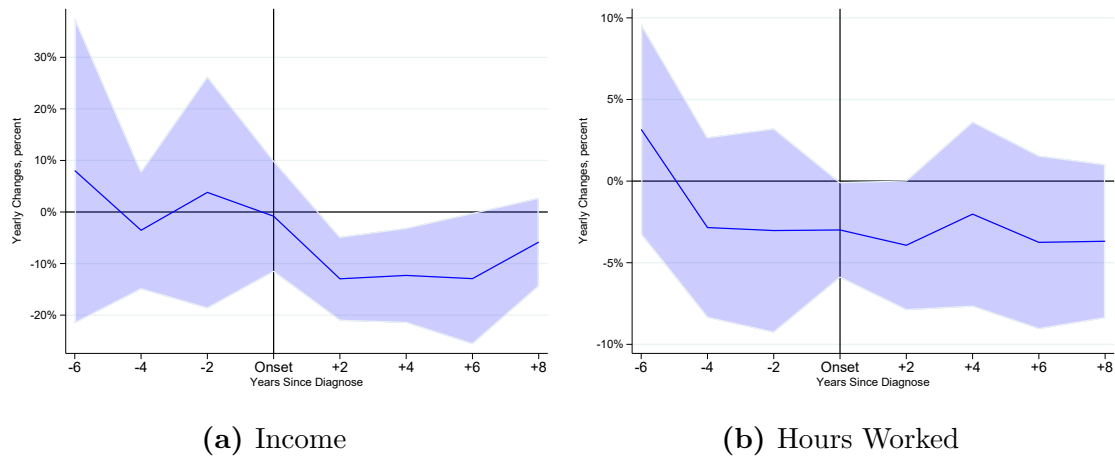 Yearly Changes, percent
30%
20%
10%
0%
-10%
-20%
-6 -4 -2 Onset +2 +4 +6 +8
Years Since Diagnose
(a) Income
Yearly Changes, percent
10%
5%
0%
-5%
-10%
-6 -4 -2 Onset +2 +4 +6 +8
Years Since Diagnose
(b) Hours Worked